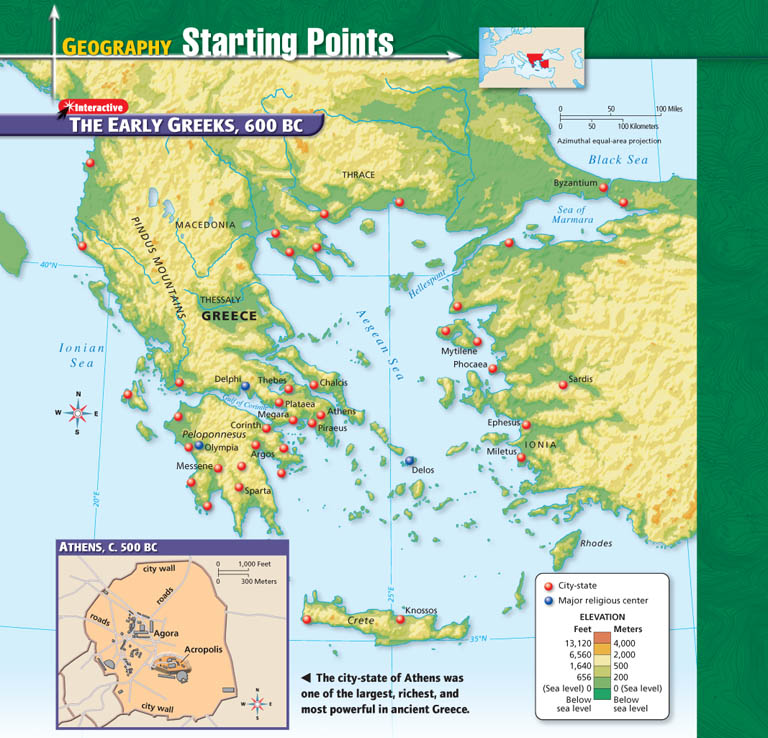 GEOGRAPHY Starting Points
Interactive
THE EARLY GREEKS, 600 BC
0 50 100 Miles
0 50 100 Kilometers
Azimuthal equal-area projection
Black Sea
THRACE
Byzantium
Sea of
Marmara
MACEDONIA
PINDUS MOUNTAINS
40°N
Hellespont
THESSALY
GREECE
Aegean Sea
Ionian
Sea
Mytilene
Phocaea
Delphi
Thebes
Chalcis
Sardis
N
W E
S
Gulf of Corinth
Plataea
Megara
Athens
Corinth
Piraeus
Ephesus
Peloponnesus
IONIA
Olympia
Argos
Miletus
Messene
Delos
Sparta
20°E
Rhodes
ATHENS, C. 500 BC
city wall
0 1,000 Feet
0 300 Meters
roads
roads
Agora
Acropolis
city wall
N
W E
S
25°E
Crete
Knossos
35°N
The city-state of Athens was
one of the largest, richest, and
most powerful in ancient Greece.
City-state
Major religious center
ELEVATION
Feet Meters
13,120 4,000
6,560 2,000
1,640 500
656 200
(Sea level) 0 0 (Sea level)
Below Below
sea level sea level